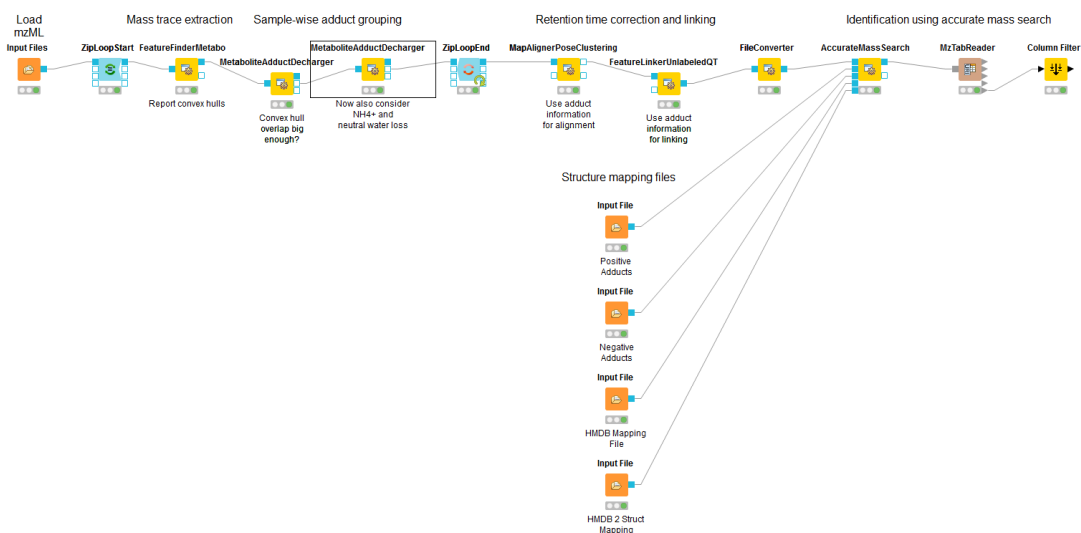 Load
mzML
Mass trace extraction
Sample-wise adduct grouping
Retention time correction and linking
Identification using accurate mass search
Input Files
ZipLoopStart
FeatureFinderMetabo
MetaboliteAdductDecharger
MetaboliteAdductDecharger
ZipLoopEnd
MapAlignerPoseClustering
FeatureLinkerUnlabeledQT
FileConverter
AccurateMassSearch
MzTabReader
Column Filter
Report convex hulls
Convex hull
overlap big
enough?
Now also consider
NH4+ and
neutral water loss
Use adduct
information
for alignment
Use adduct
information
for linking
Structure mapping files
Input File
Positive
Adducts
Input File
Negative
Adducts
Input File
HMDB Mapping
File
Input File
HMDB 2 Struct
Mapping